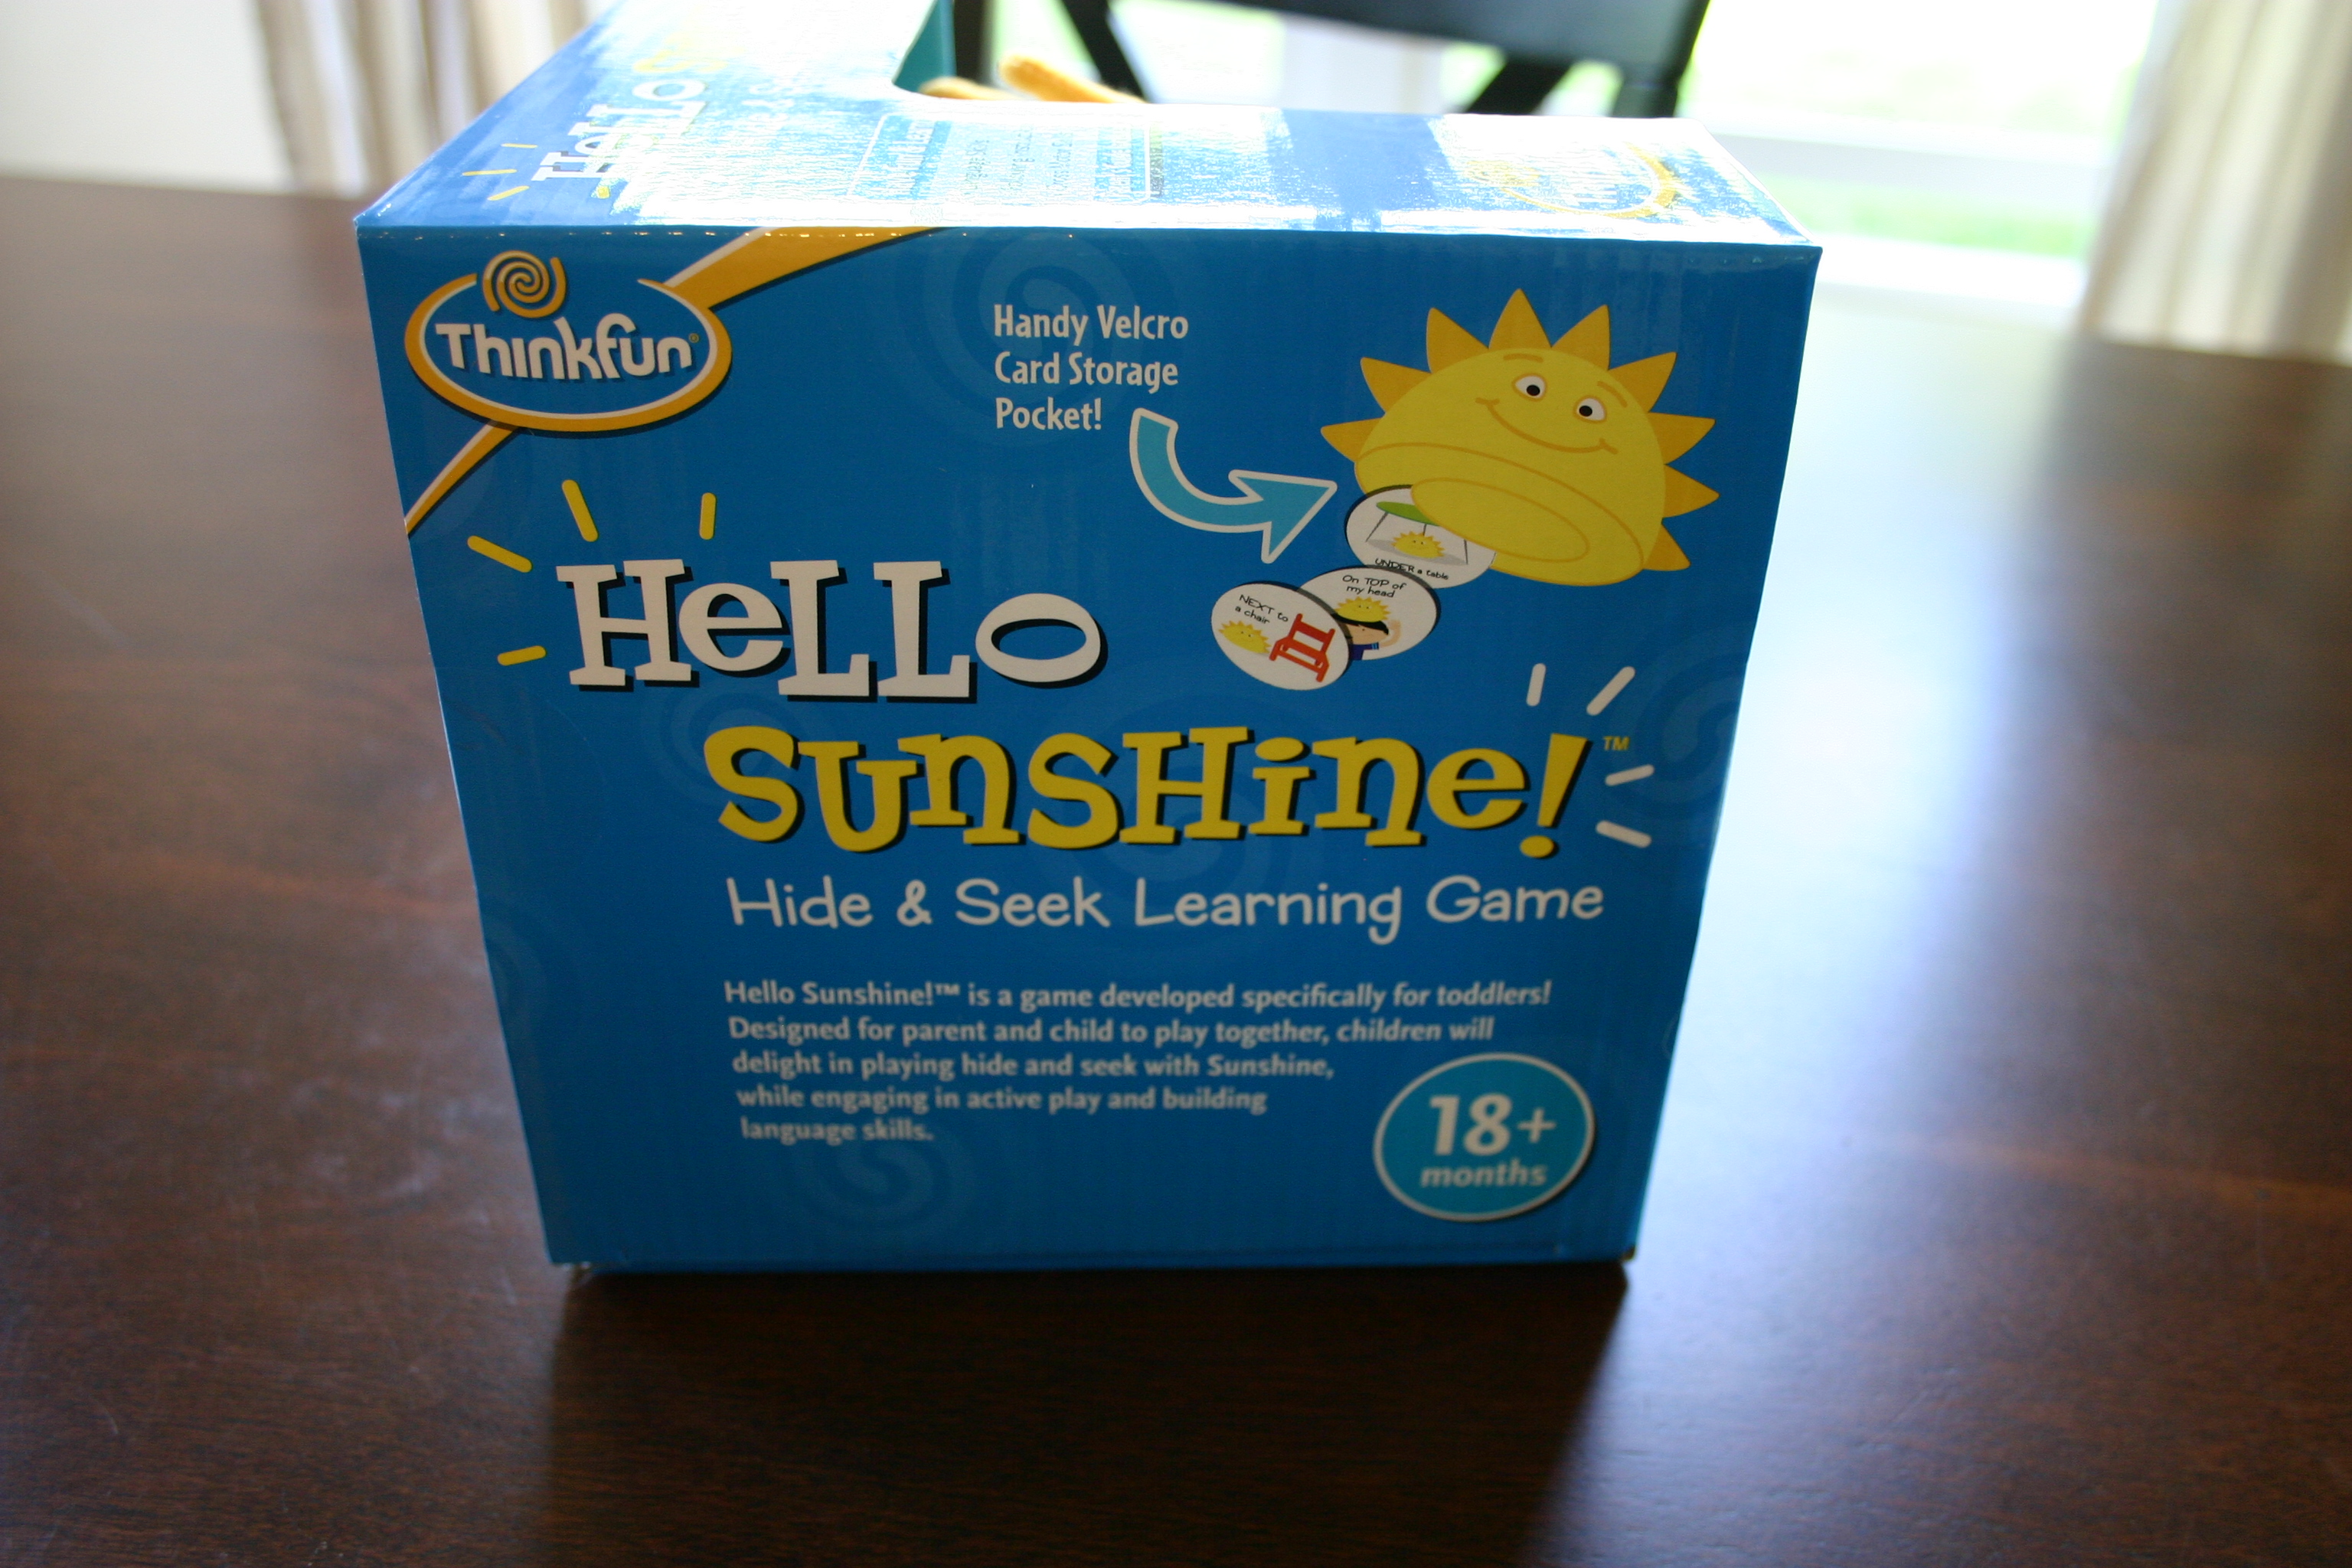 HeLLO
Thinkfun®
Handy Velcro
Card Storage
Pocket!
UNDER a table
On TOP of
my head
NEXT to
a chair
HeLLO
SunSHine!™
Hide & Seek Learning Game
Hello Sunshine!™ is a game developed specifically for toddlers!
Designed for parent and child to play together, children will
delight in playing hide and seek with Sunshine,
while engaging in active play and building
language skills.
18+
months